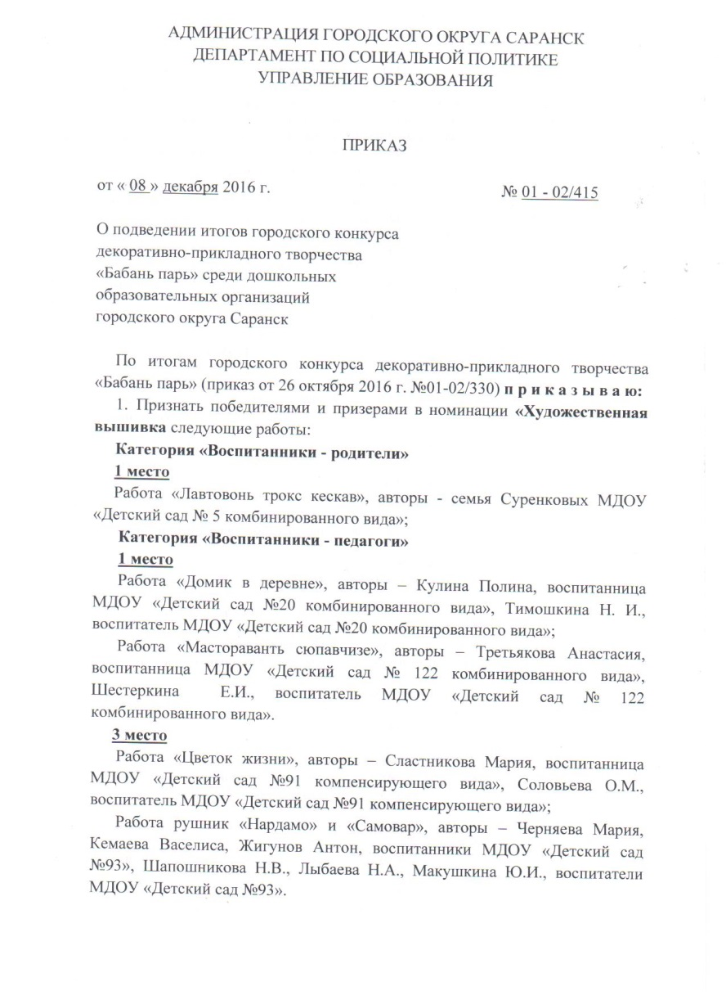 АДМИНИСТРАЦИЯ ГОРОДСКОГО ОКРУГА САРАНСК
ДЕПАРТАМЕНТ ПО СОЦИАЛЬНОЙ ПОЛИТИКЕ
УПРАВЛЕНИЕ ОБРАЗОВАНИЯ
ПРИКАЗ
от « 08 » декабря 2016 г. № 01 - 02/415
О подведении итогов городского конкурса
декоративно-прикладного творчества
«Бабань парь» среди дошкольных
образовательных организаций
городского округа Саранск
По итогам городского конкурса декоративно-прикладного творчества
«Бабань парь» (приказ от 26 октября 2016 г. №01-02/330) п р и к а з ы в а ю:
1. Признать победителями и призерами в номинации «Художественная
вышивка следующие работы:
Категория «Воспитанники - родители»
1 место
Работа «Лавтовонь трокс кескав», авторы - семья Суренковых МДОУ
«Детский сад № 5 комбинированного вида»;
Категория «Воспитанники - педагоги»
1 место
Работа «Домик в деревне», авторы – Кулина Полина, воспитанница
МДОУ «Детский сад №20 комбинированного вида», Тимошкина Н. И.,
воспитатель МДОУ «Детский сад №20 комбинированного вида»;
Работа «Мастораванть сюпавчизе», авторы – Третьякова Анастасия,
воспитанница МДОУ «Детский сад № 122 комбинированного вида»,
Шестеркина Е.И., воспитатель МДОУ «Детский сад № 122
комбинированного вида».
3 место
Работа «Цветок жизни», авторы – Сластникова Мария, воспитанница
МДОУ «Детский сад №91 компенсирующего вида», Соловьева О.М.,
воспитатель МДОУ «Детский сад №91 компенсирующего вида»;
Работа рушник «Нардамо» и «Самовар», авторы – Черняева Мария,
Кемаева Васелиса, Жигунов Антон, воспитанники МДОУ «Детский сад
№93», Шапошникова Н.В., Лыбаева Н.А., Макушкина Ю.И., воспитатели
МДОУ «Детский сад №93».